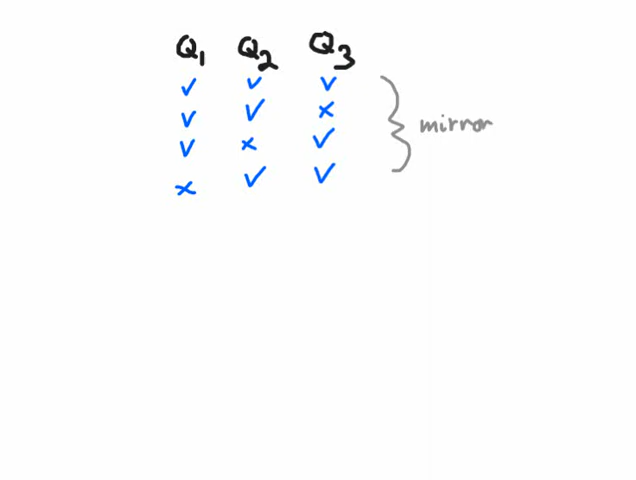 Q1 Q2 Q3
✓ ✓ ✓
✓ ✓ ×
✓ × ✓
× ✓ ✓
mirror